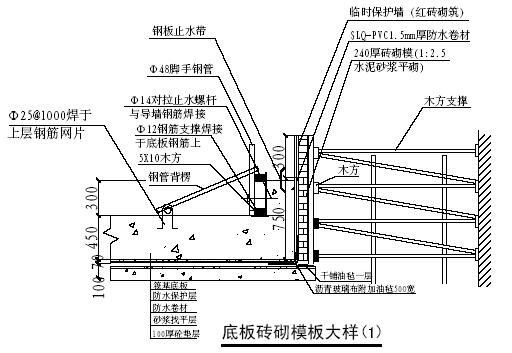 临时保护墙（红砖砌筑）
钢板止水带
SLQ-PVC1.5mm厚防水卷材
240厚砖砌模(1:2.5
水泥砂浆平砌)
Φ48脚手钢管
Φ14对拉止水螺杆
与导墙钢筋焊接
木方支撑
Φ25@1000焊于
上层钢筋网片
Φ12钢筋支撑焊接
于底板钢筋上
5X10木方
钢管背楞
木方
300
300
450
750
100
70
干铺油毡一层
沥青玻璃布附加油毡500宽
筏基底板
防水保护层
防水卷材
砂浆找平层
100厚砼垫层
底板砖砌模板大样(1)